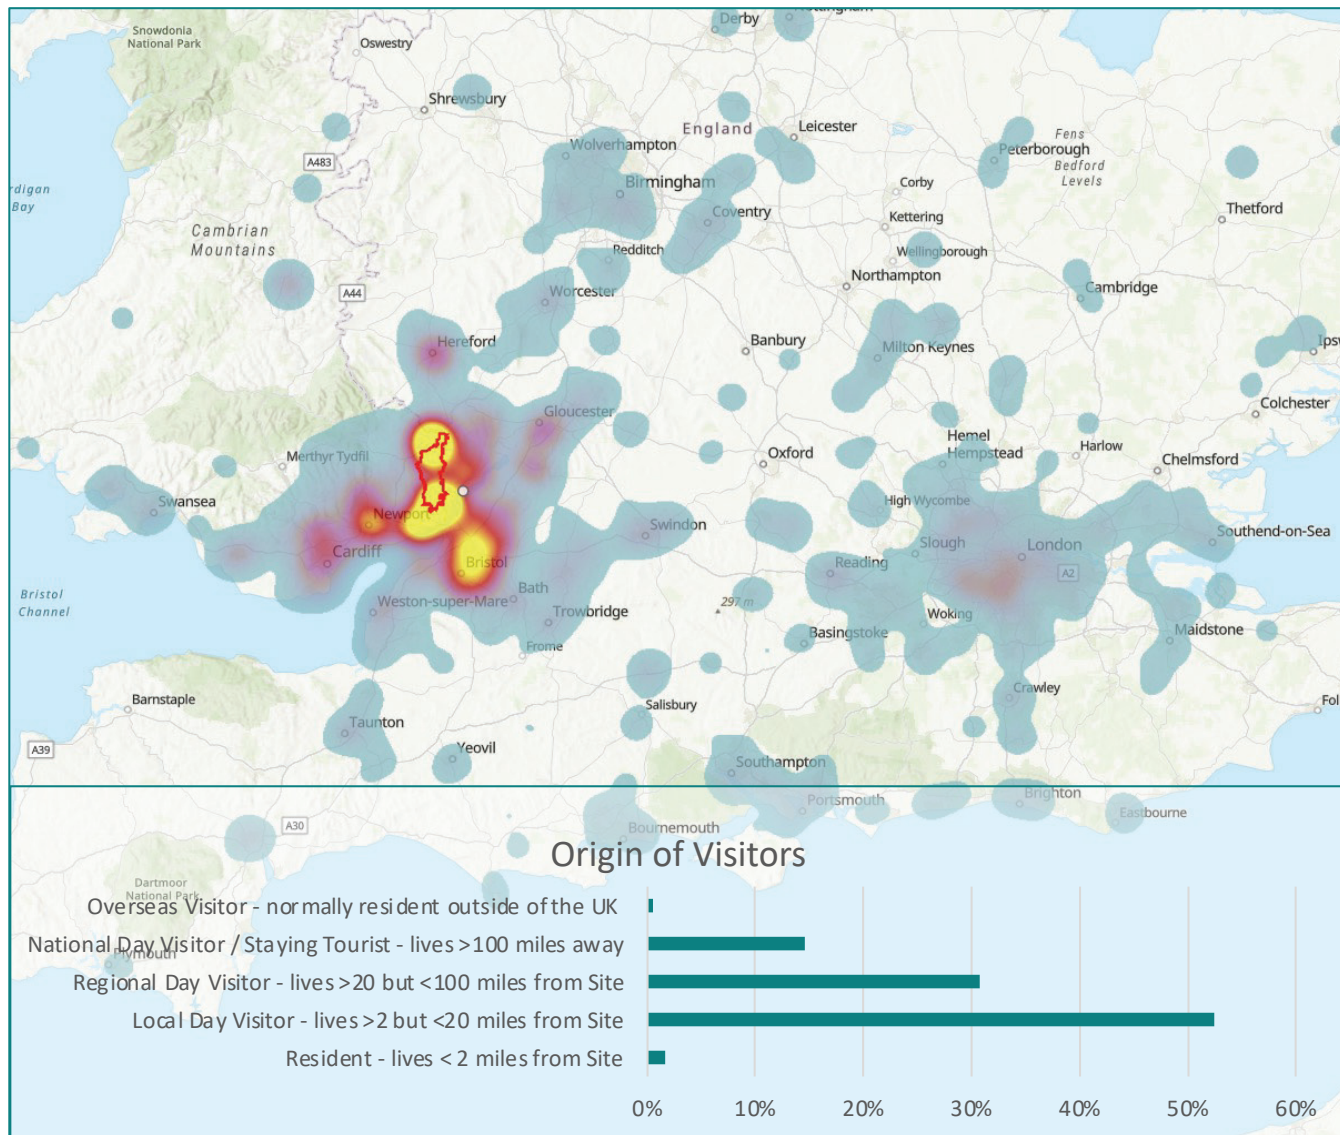 Derby
Snowdonia
National Park
Oswestry
Shrewsbury
England
Leicester
Wolverhampton
A483
Fens
Peterborough
Bedford
Levels
Birmingham
Corby
Kettering
Thetford
Coventry
Cambrian
Mountains
Redditch
Wellingborough
Northampton
A44
Worcester
Cambridge
Hereford
Banbury
Milton Keynes
Colchester
Gloucester
Hemel
Hempstead
Harlow
Merthyr Tydfil
Oxford
Chelmsford
Swansea
High Wycombe
Newport
Swindon
Southend-on-Sea
Cardiff
Slough
London
Bristol
Reading
A2
Bristol
Channel
Bath
Weston-super-Mare
297 m
Trowbridge
Woking
Basingstoke
Maidstone
Frome
Crawley
Barnstaple
Salisbury
Taunton
A39
Yeovil
Southampton
Portsmouth
Brighton
Eastbourne
A30
Bournemouth
Origin of Visitors
Dartmoor
National Park
Overseas Visitor - normally resident outside of the UK
National Day Visitor / Staying Tourist - lives >100 miles away
Plymouth
Regional Day Visitor - lives >20 but <100 miles from Site
Local Day Visitor - lives >2 but <20 miles from Site
Resident - lives < 2 miles from Site
0% 10% 20% 30% 40% 50% 60%